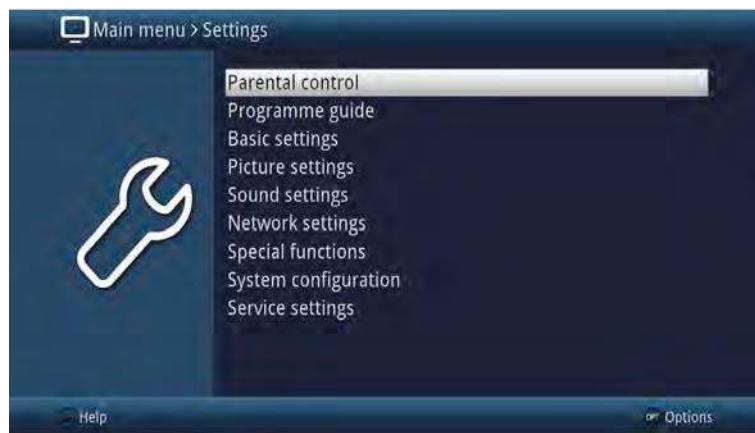 Main menu > Settings
Parental control
Programme guide
Basic settings
Picture settings
Sound settings
Network settings
Special functions
System configuration
Service settings
Help
OPT Options